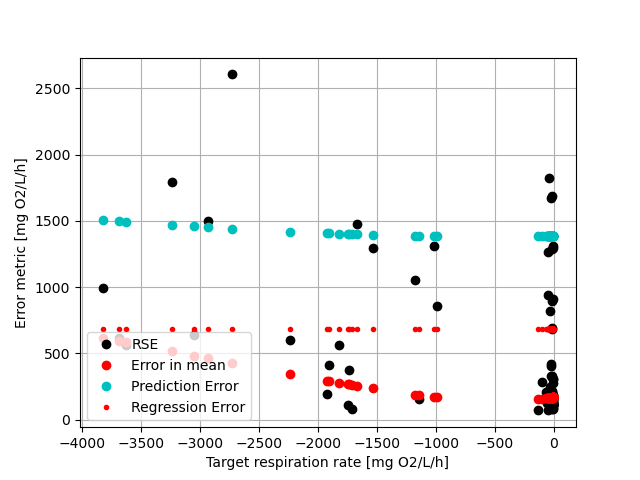 Error metric [mg O2/L/h]
2500
2000
1500
1000
500
0
RSE
Error in mean
Prediction Error
Regression Error
−4000 −3500 −3000 −2500 −2000 −1500 −1000 −500 0
Target respiration rate [mg O2/L/h]